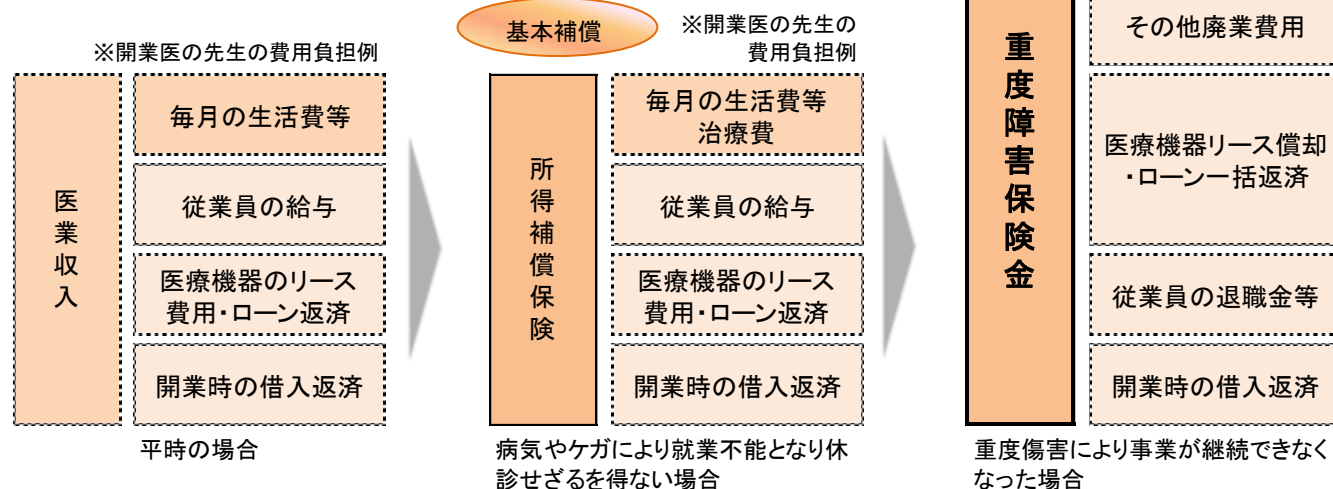 ※開業医の先生の費用負担例
医業収入
毎月の生活費等
従業員の給与
医療機器のリース
費用・ローン返済
開業時の借入返済
平時の場合
基本補償
※開業医の先生の
費用負担例
所得補償保険
毎月の生活費等
治療費
従業員の給与
医療機器のリース
費用・ローン返済
開業時の借入返済
病気やケガにより就業不能となり休
診せざるを得ない場合
重度障害保険金
その他廃業費用
医療機器リース償却
・ローン一括返済
従業員の退職金等
開業時の借入返済
重度傷害により事業が継続できなく
なった場合